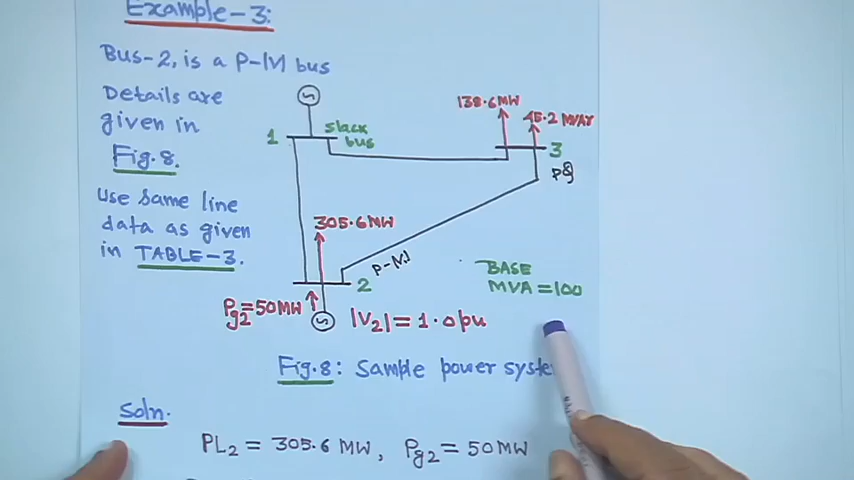 Example-3:
Bus-2, is a P-|V| bus
Details are
given in
Fig.8.
use same line
data as given
in TABLE-3.
1
slack
bus
138.6MW
45.2 MVAr
3
PQ
305.6MW
P-|V|
2
Pg2=50MW
|V2|= 1.0pu
BASE
MVA=100
Fig.8: Sample power system
Soln.
PL2 = 305.6 MW, Pg2 = 50MW